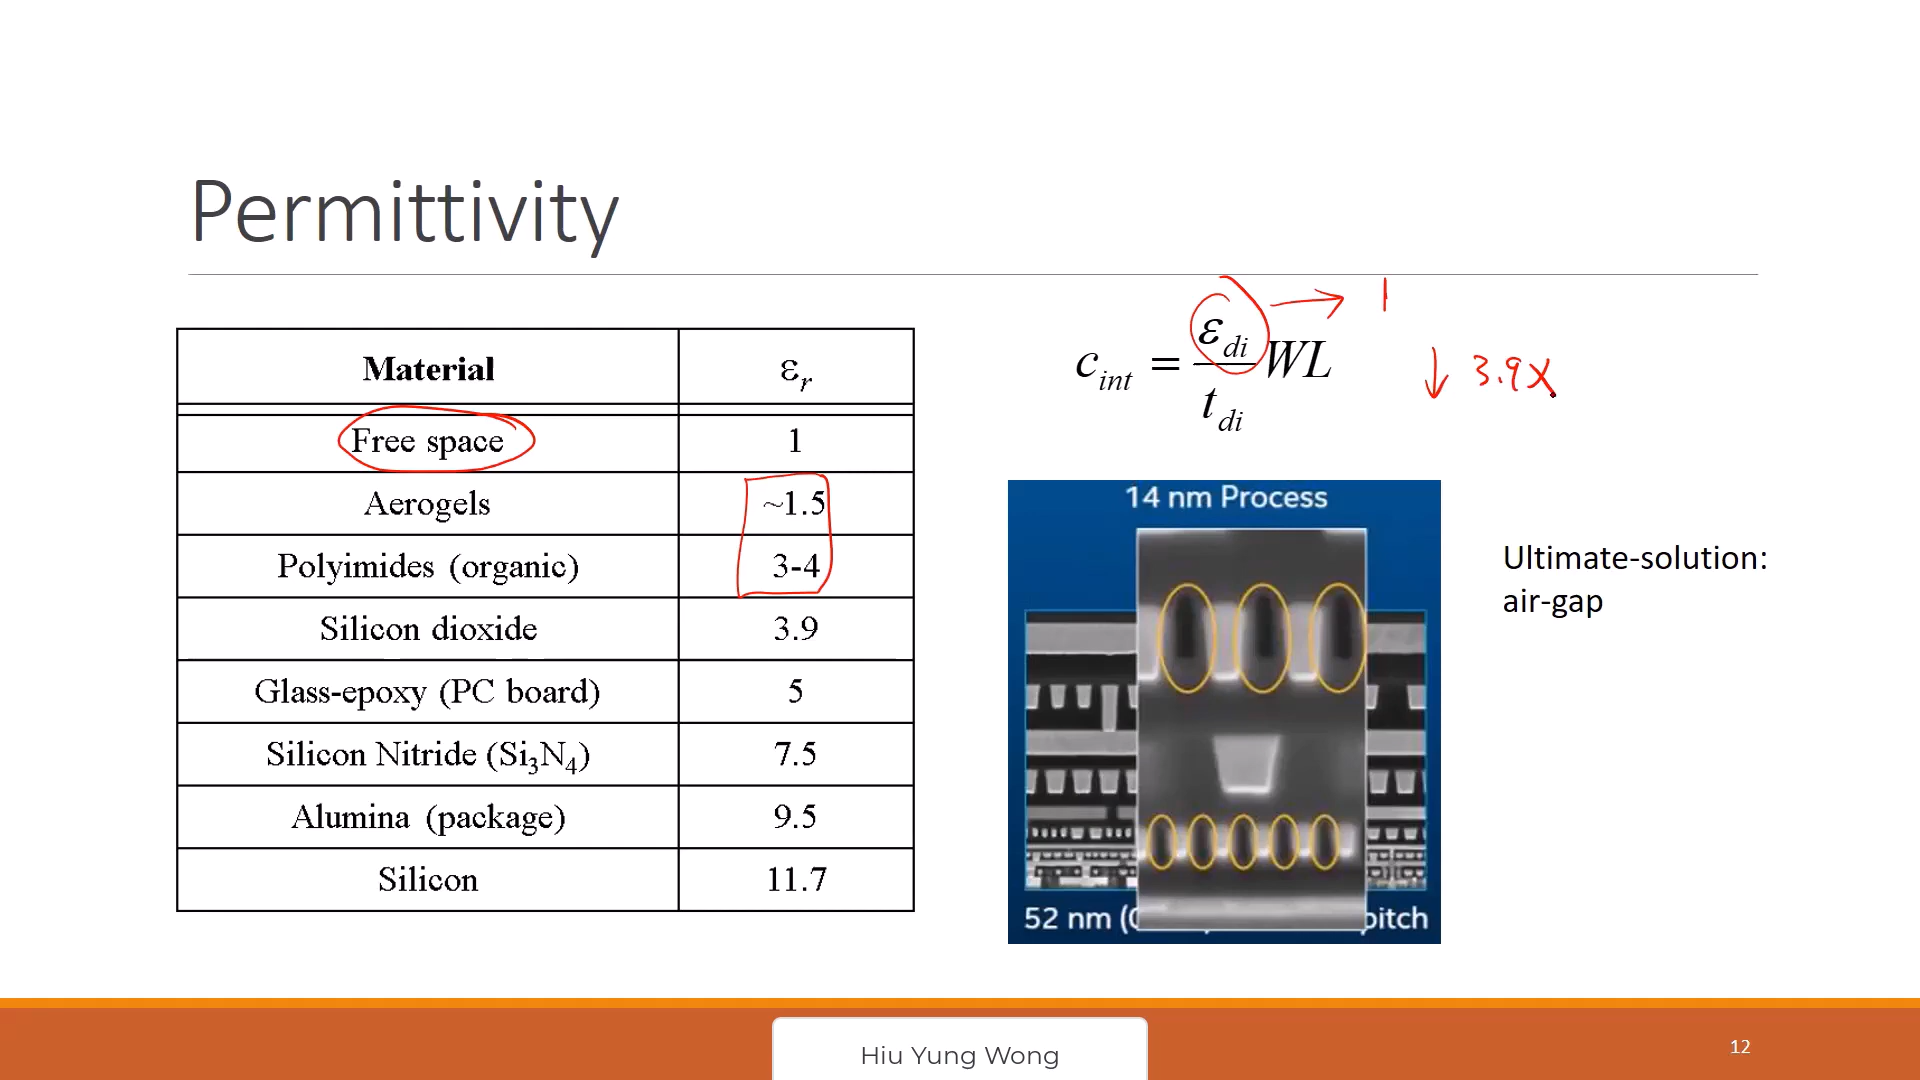 Permittivity
Material εr
Free space 1
Aerogels ~1.5
Polyimides (organic) 3-4
Silicon dioxide 3.9
Glass-epoxy (PC board) 5
Silicon Nitride (Si3N4) 7.5
Alumina (package) 9.5
Silicon 11.7
cint = εdi/tdi WL
→ 1
↓ 3.9X
14 nm Process
52 nm (
pitch
Ultimate-solution:
air-gap
Hiu Yung Wong
12